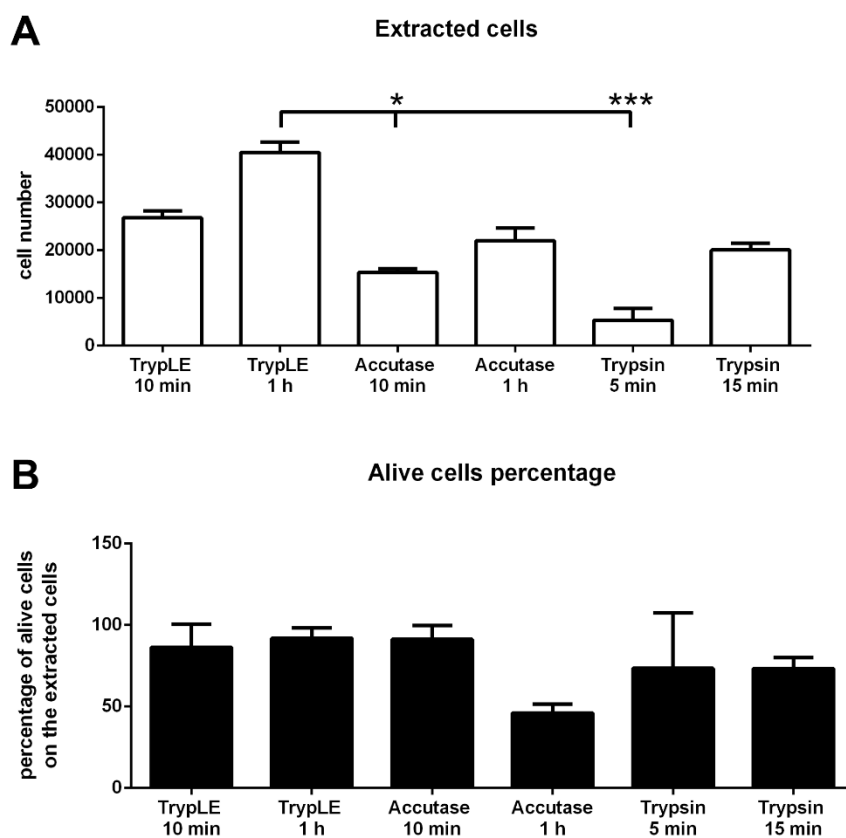 A
Extracted cells
* ***
50000
40000
30000
20000
10000
0
cell number
TrypLE TrypLE Accutase Accutase Trypsin Trypsin
10 min 1 h 10 min 1 h 5 min 15 min
B
Alive cells percentage
150
100
50
0
percentage of alive cells
on the extracted cells
TrypLE TrypLE Accutase Accutase Trypsin Trypsin
10 min 1 h 10 min 1 h 5 min 15 min